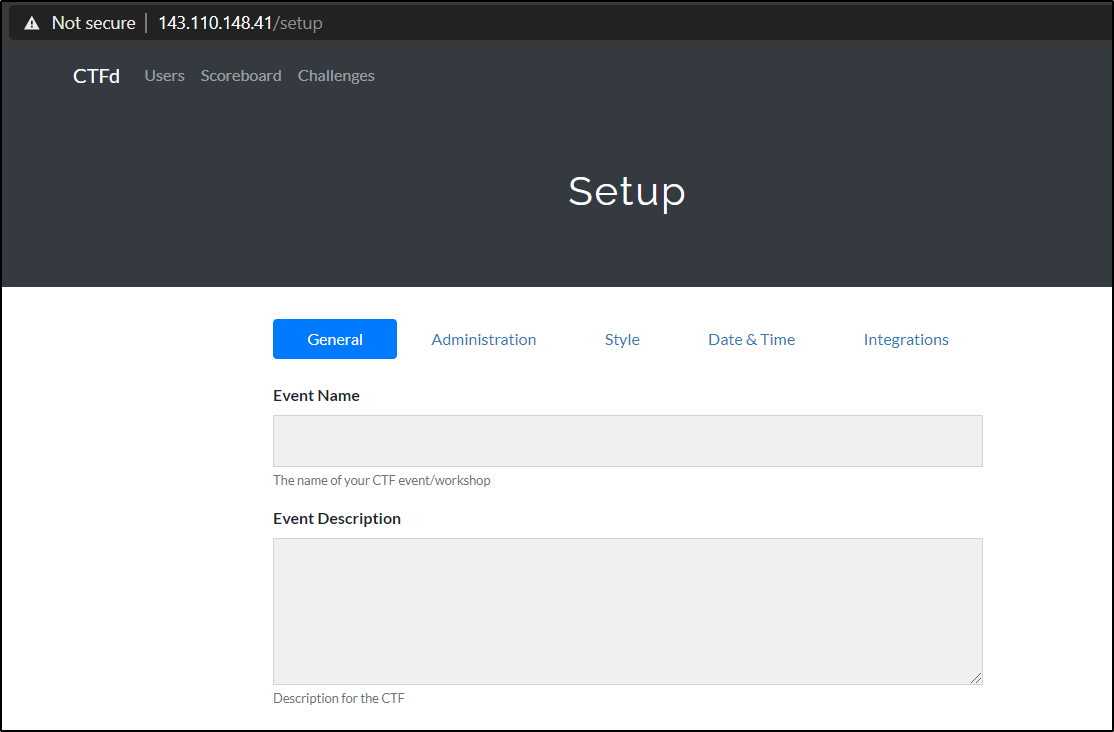 Not secure | 143.110.148.41/setup
CTFd Users Scoreboard Challenges
Setup
General Administration Style Date & Time Integrations
Event Name
The name of your CTF event/workshop
Event Description
Description for the CTF